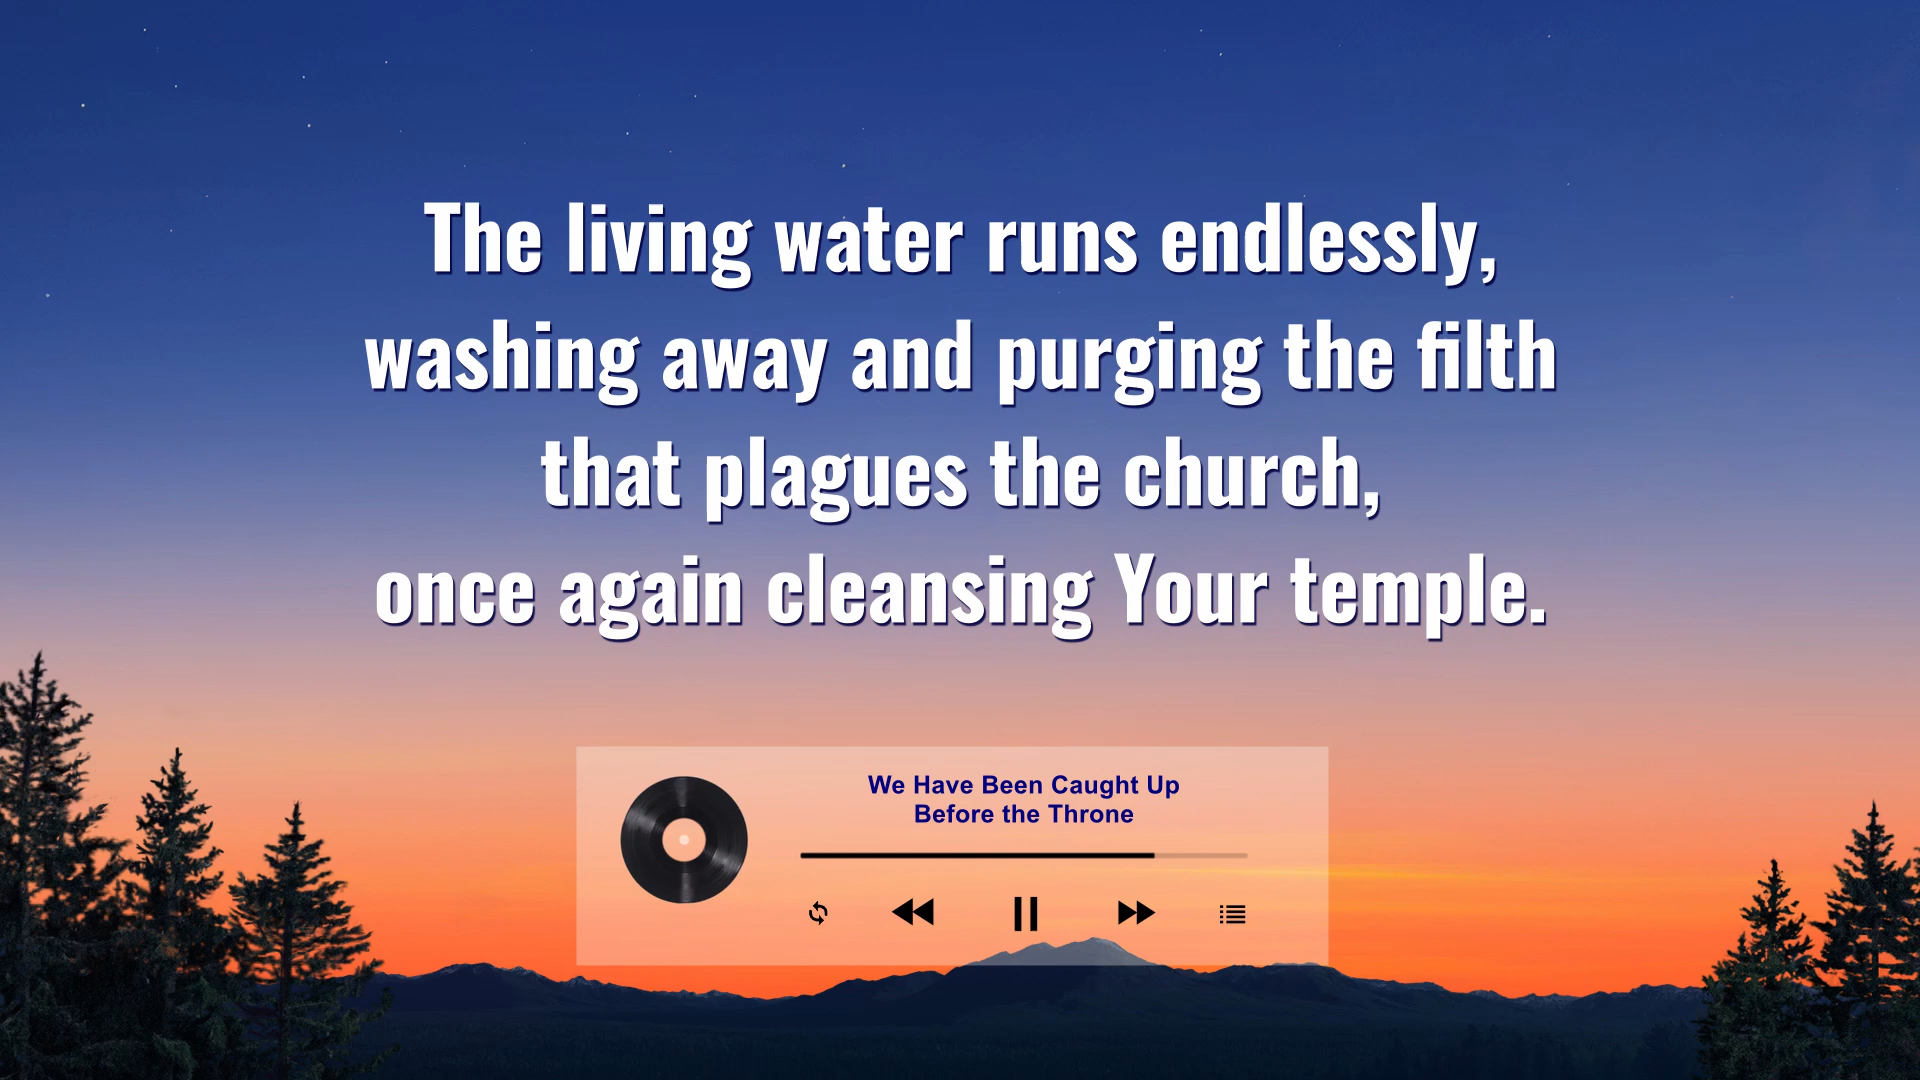 The living water runs endlessly,
washing away and purging the filth
that plagues the church,
once again cleansing Your temple.
We Have Been Caught Up
Before the Throne